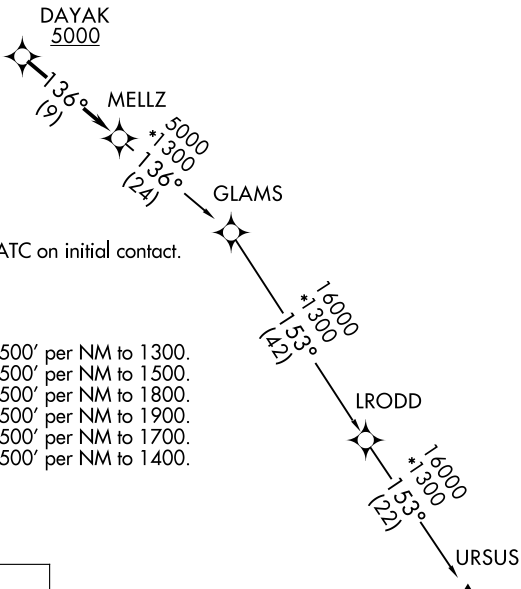 DAYAK
5000
136°
(9)
MELLZ
5000
*1300
136°
(24)
GLAMS
ATC on initial contact.
16000
*1300
153°
(42)
500' per NM to 1300.
500' per NM to 1500.
500' per NM to 1800.
500' per NM to 1900.
500' per NM to 1700.
500' per NM to 1400.
LRODD
16000
*1300
153°
(22)
URSUS